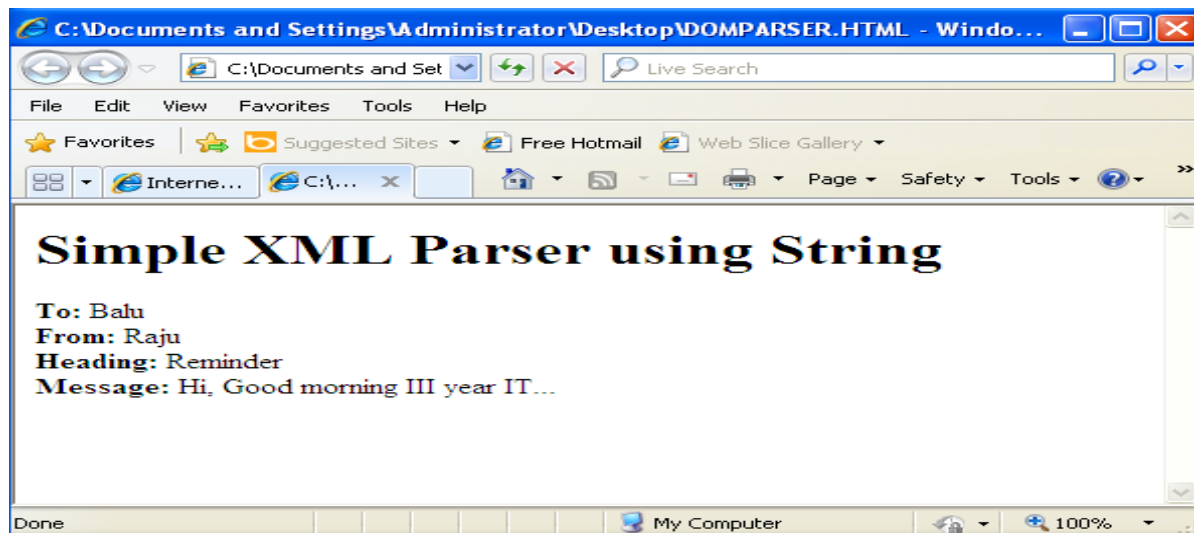 C:\Documents and Settings\Administrator\Desktop\DOMPARSER.HTML - Windo...
C:\Documents and Set
Live Search
File Edit View Favorites Tools Help
Favorites Suggested Sites Free Hotmail Web Slice Gallery
Interne... C:\... Page Safety Tools
Simple XML Parser using String
To: Balu
From: Raju
Heading: Reminder
Message: Hi, Good morning III year IT...
Done My Computer 100%